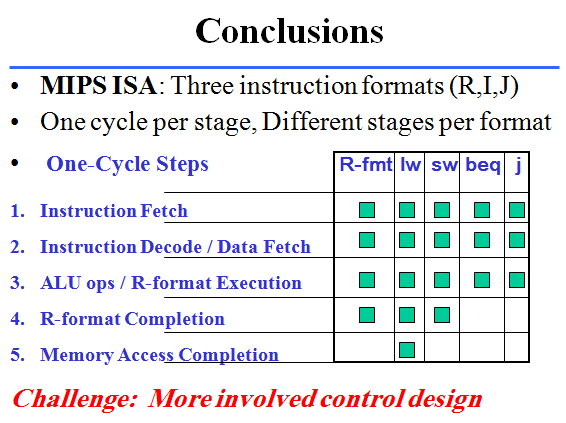 Conclusions
• MIPS ISA: Three instruction formats (R,I,J)
• One cycle per stage, Different stages per format
• One-Cycle Steps R-fmt lw sw beq j
1. Instruction Fetch
2. Instruction Decode / Data Fetch
3. ALU ops / R-format Execution
4. R-format Completion
5. Memory Access Completion
Challenge: More involved control design